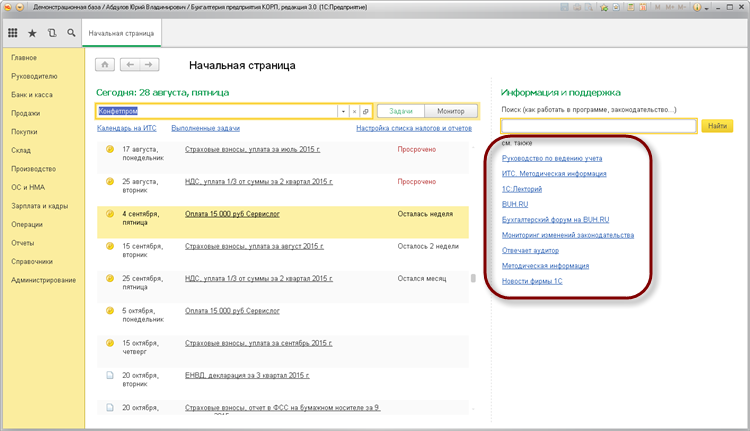 Демонстрационная база / Абдулов Юрий Владимирович / Бухгалтерия предприятия КОРП, редакция 3.0 (1С:Предприятие)
M M+ M-
Начальная страница
Главное
Руководителю
Банк и касса
Продажи
Покупки
Склад
Производство
ОС и НМА
Зарплата и кадры
Операции
Отчеты
Справочники
Администрирование
Начальная страница
Сегодня: 28 августа, пятница
Конфетпром
Задачи Монитор
Календарь на ИТС Выполненные задачи Настройка списка налогов и отчетов
17 августа, понедельник Страховые взносы, уплата за июль 2015 г. Просрочено
25 августа, вторник НДС, уплата 1/3 от суммы за 2 квартал 2015 г. Просрочено
4 сентября, пятница Оплата 15 000 руб Сервислог Осталась неделя
15 сентября, вторник Страховые взносы, уплата за август 2015 г. Осталось 2 недели
25 сентября, пятница НДС, уплата 1/3 от суммы за 2 квартал 2015 г. Остался месяц
5 октября, понедельник Оплата 15 000 руб Сервислог
15 октября, четверг Страховые взносы, уплата за сентябрь 2015 г.
20 октября, вторник ЕНВД, декларация за 3 квартал 2015 г.
20 октября, Страховые взносы, отчет в ФСС на бумажном носителе за 9
Информация и поддержка
Поиск (как работать в программе, законодательство...)
Найти
см. также
Руководство по ведению учета
ИТС. Методическая информация
1С:Лекторий
BUH.RU
Бухгалтерский форум на BUH.RU
Мониторинг изменений законодательства
Отвечает аудитор
Методическая информация
Новости фирмы 1С